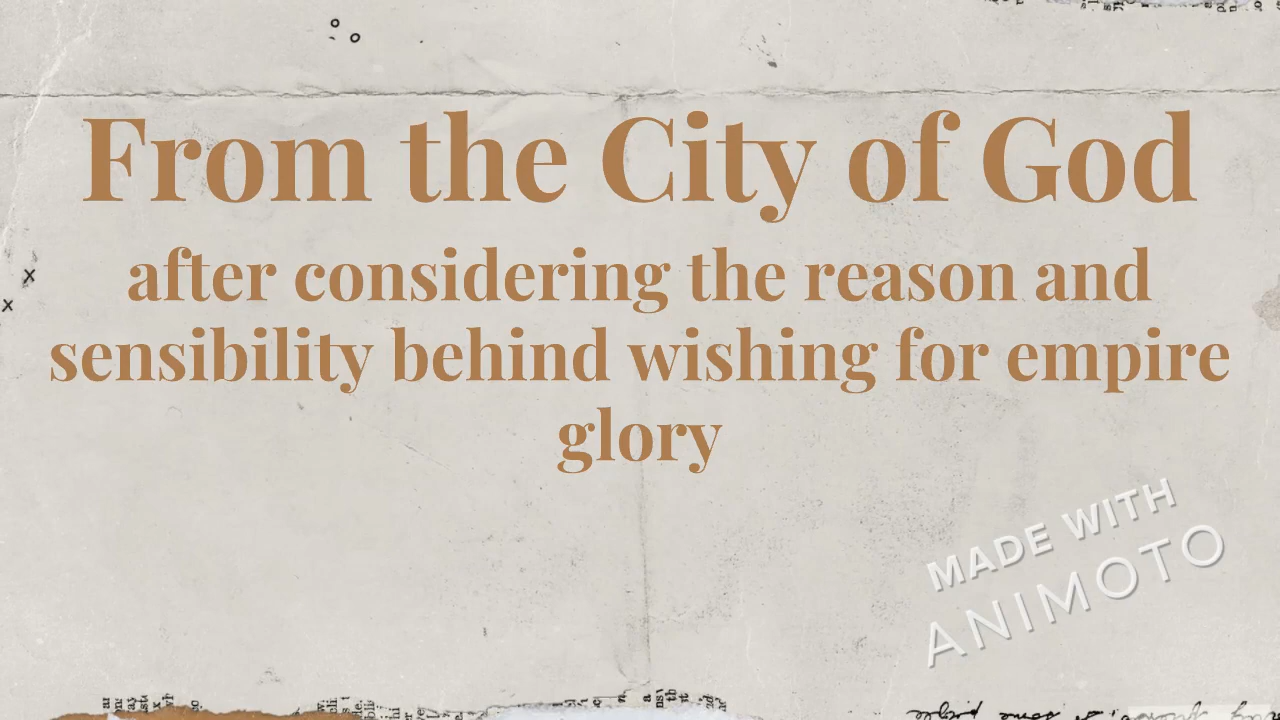 From the City of God
after considering the reason and
sensibility behind wishing for empire
glory
MADE WITH
ANIMOTO